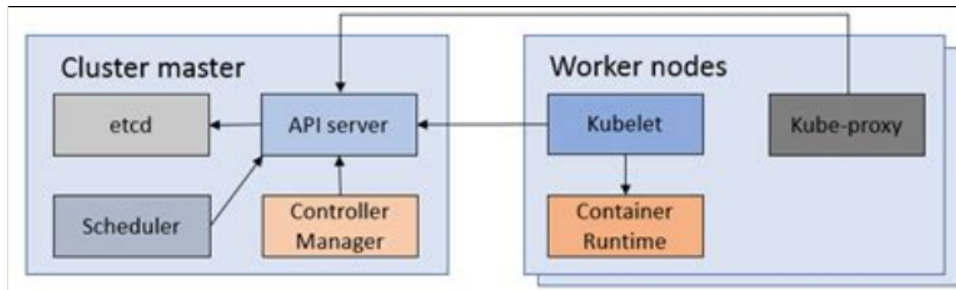 Cluster master
Worker nodes
etcd
API server
Kubelet
Kube-proxy
Scheduler
Controller
Manager
Container
Runtime